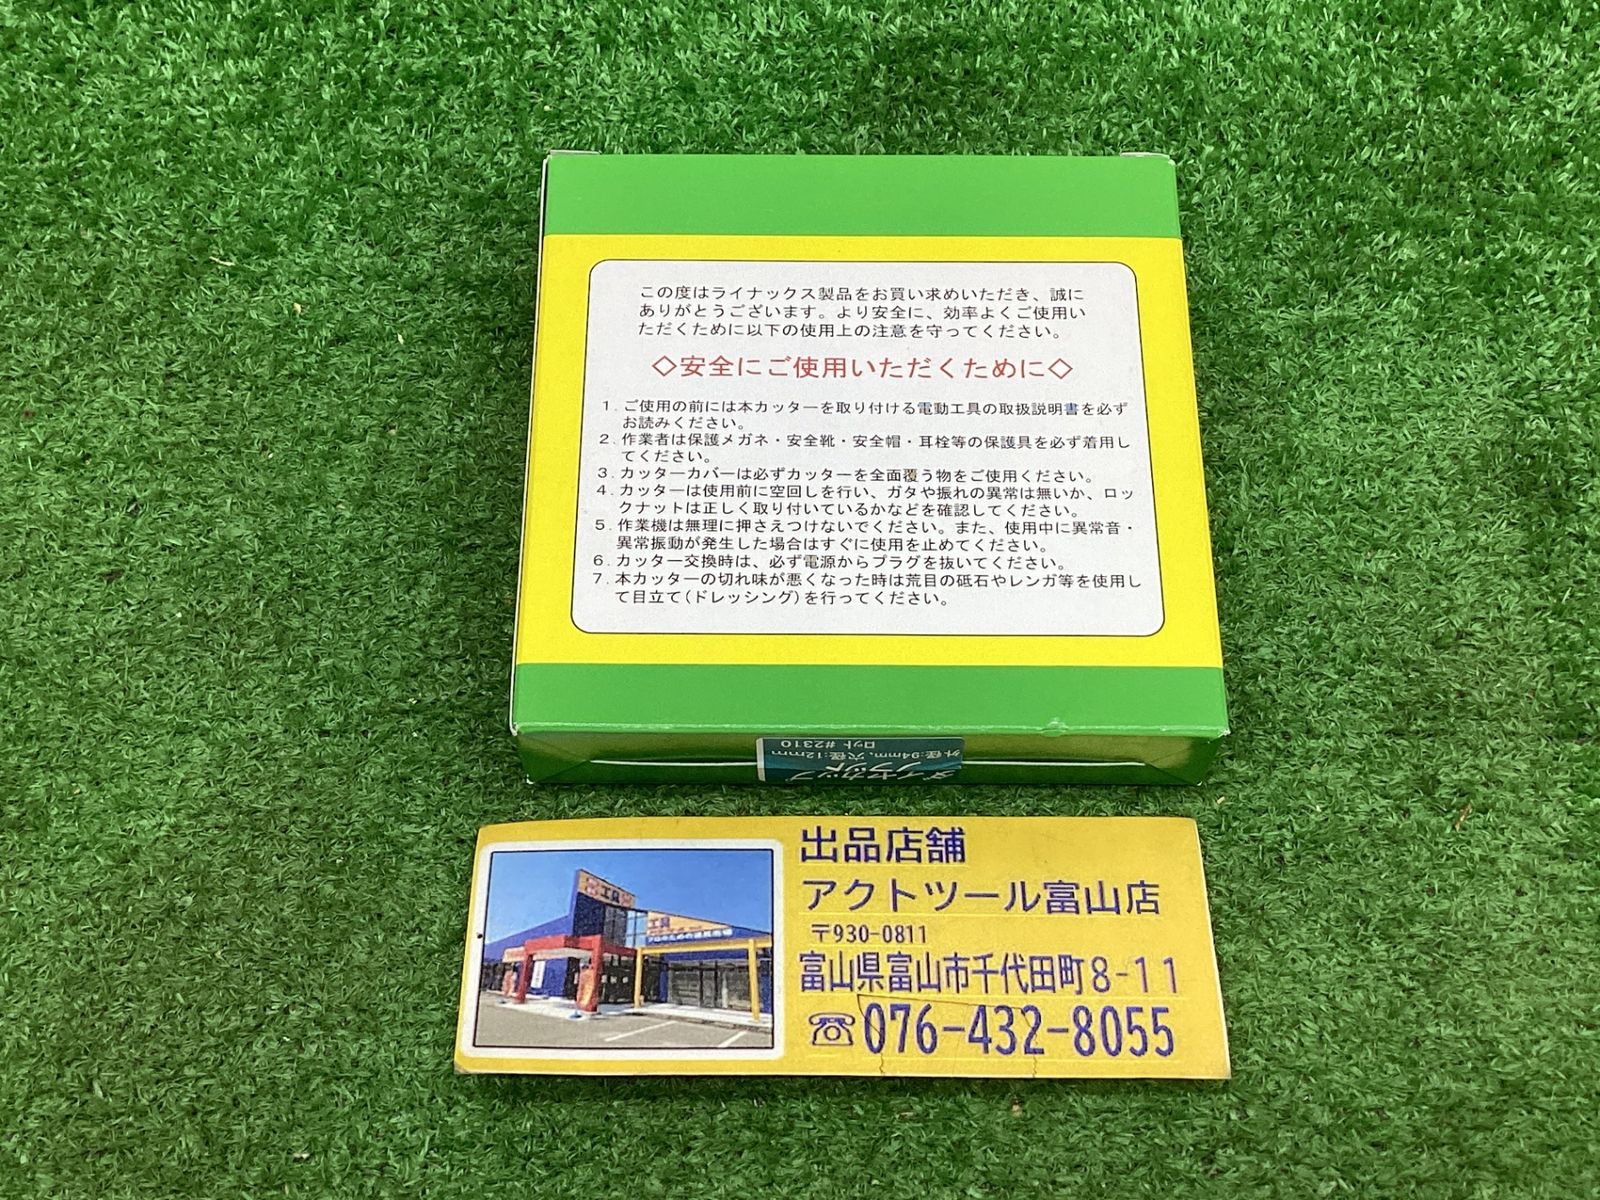 この度はライナックス製品をお買い求めいただき、誠に
ありがとうございます。より安全に、効率よくご使用い
ただくために以下の使用上の注意を守ってください。
◇安全にご使用いただくために◇
1. ご使用の前には本カッターを取り付ける電動工具の取扱説明書を必ず
お読みください。
2. 作業者は保護メガネ・安全靴・安全帽・耳栓等の保護具を必ず着用し
てください。
3. カッターカバーは必ずカッターを全面覆う物をご使用ください。
4. カッターは使用前に空回しを行い、ガタや振れの異常は無いか、ロッ
クナットは正しく取り付いているかなどを確認してください。
5. 作業機は無理に押さえつけないでください。また、使用中に異常音・
異常振動が発生した場合はすぐに使用を止めてください。
6. カッター交換時は、必ず電源からプラグを抜いてください。
7. 本カッターの切れ味が悪くなった時は荒目の砥石やレンガ等を使用し
て目立て(ドレッシング)を行ってください。
ダイヤカップ
外径:94mm、穴径:12mm
ロット #2310
出品店舗
アクトツール富山店
〒930-0811
富山県富山市千代田町8-11
☎076-432-8055
工具
工具